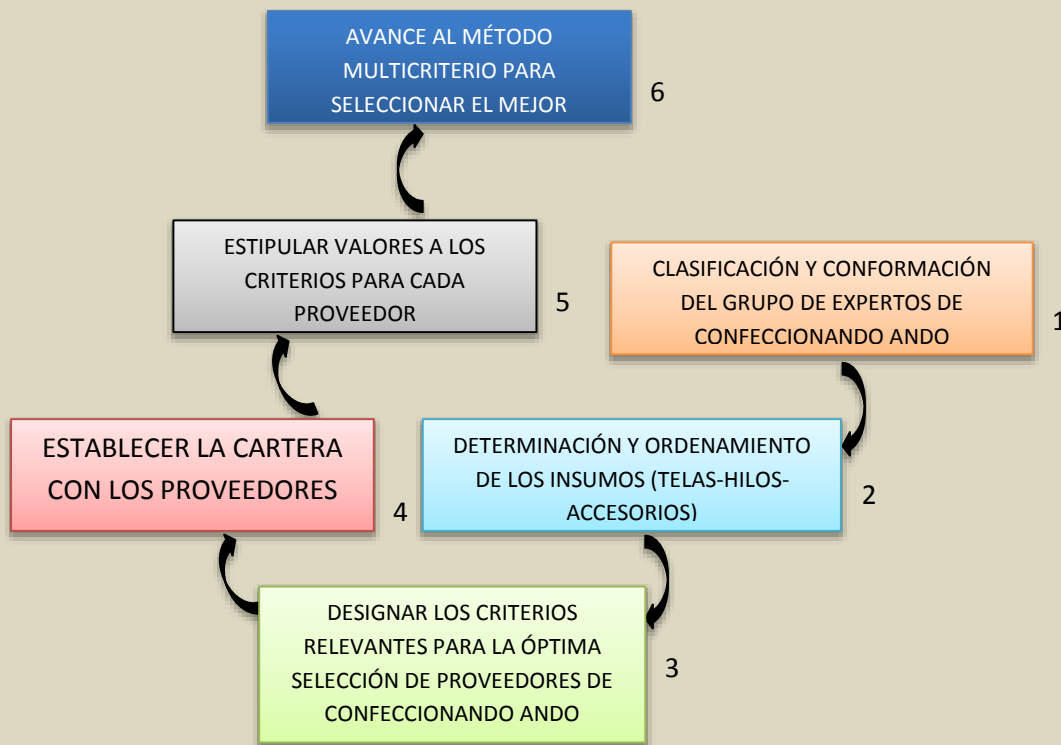 AVANCE AL MÉTODO
MULTICRITERIO PARA
SELECCIONAR EL MEJOR
6
ESTIPULAR VALORES A LOS
CRITERIOS PARA CADA
PROVEEDOR
5
CLASIFICACIÓN Y CONFORMACIÓN
DEL GRUPO DE EXPERTOS DE
CONFECCIONANDO ANDO
1
ESTABLECER LA CARTERA
CON LOS PROVEEDORES
4
DETERMINACIÓN Y ORDENAMIENTO
DE LOS INSUMOS (TELAS-HILOS-
ACCESORIOS)
2
DESIGNAR LOS CRITERIOS
RELEVANTES PARA LA ÓPTIMA
SELECCIÓN DE PROVEEDORES DE
CONFECCIONANDO ANDO
3